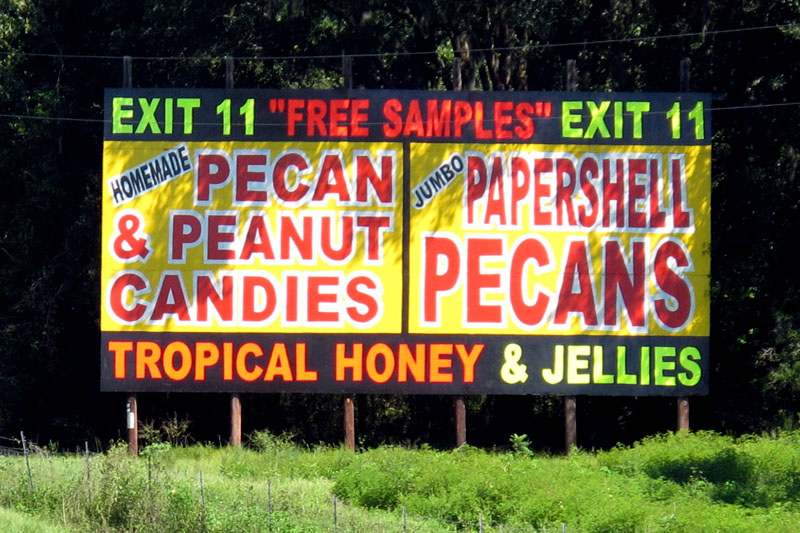 EXIT 11 "FREE SAMPLES" EXIT 11
HOMEMADE PECAN
& PEANUT
CANDIES
JUMBO PAPERSHELL
PECANS
TROPICAL HONEY & JELLIES